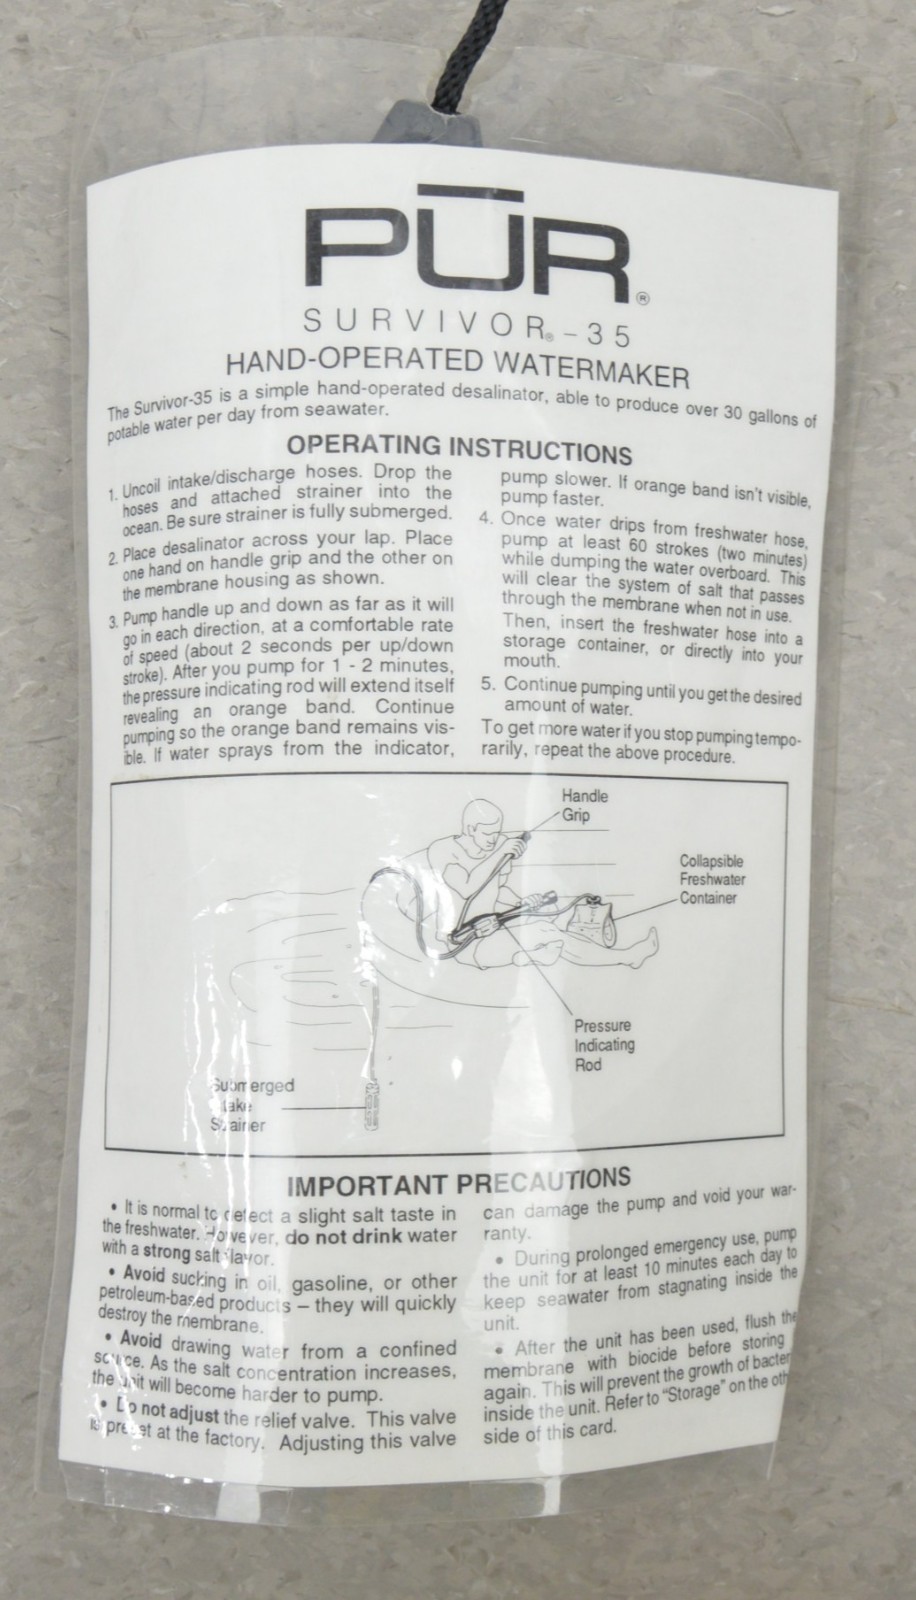 PŪR®
SURVIVOR®-35
HAND-OPERATED WATERMAKER
The Survivor-35 is a simple hand-operated desalinator, able to produce over 30 gallons of
potable water per day from seawater.
OPERATING INSTRUCTIONS
1. Uncoil intake/discharge hoses. Drop the
hoses and attached strainer into the
ocean. Be sure strainer is fully submerged.
2. Place desalinator across your lap. Place
one hand on handle grip and the other on
the membrane housing as shown.
3. Pump handle up and down as far as it will
go in each direction, at a comfortable rate
of speed (about 2 seconds per up/down
stroke). After you pump for 1 - 2 minutes,
the pressure indicating rod will extend itself
revealing an orange band. Continue
pumping so the orange band remains vis-
ible. If water sprays from the indicator,
pump slower. If orange band isn't visible,
pump faster.
4. Once water drips from freshwater hose,
pump at least 60 strokes (two minutes)
while dumping the water overboard. This
will clear the system of salt that passes
through the membrane when not in use.
Then, insert the freshwater hose into a
storage container, or directly into your
mouth.
5. Continue pumping until you get the desired
amount of water.
To get more water if you stop pumping tempo-
rarily, repeat the above procedure.
Handle
Grip
Collapsible
Freshwater
Container
Pressure
Indicating
Rod
Submerged
Intake
Strainer
IMPORTANT PRECAUTIONS
• It is normal to detect a slight salt taste in
the freshwater. However, do not drink water
with a strong salt flavor.
• Avoid sucking in oil, gasoline, or other
petroleum-based products – they will quickly
destroy the membrane.
• Avoid drawing water from a confined
source. As the salt concentration increases,
the unit will become harder to pump.
• Do not adjust the relief valve. This valve
is preset at the factory. Adjusting this valve
can damage the pump and void your war-
ranty.
• During prolonged emergency use, pump
the unit for at least 10 minutes each day to
keep seawater from stagnating inside the
unit.
• After the unit has been used, flush the
membrane with biocide before storing
again. This will prevent the growth of bacter
inside the unit. Refer to "Storage" on the oth
side of this card.